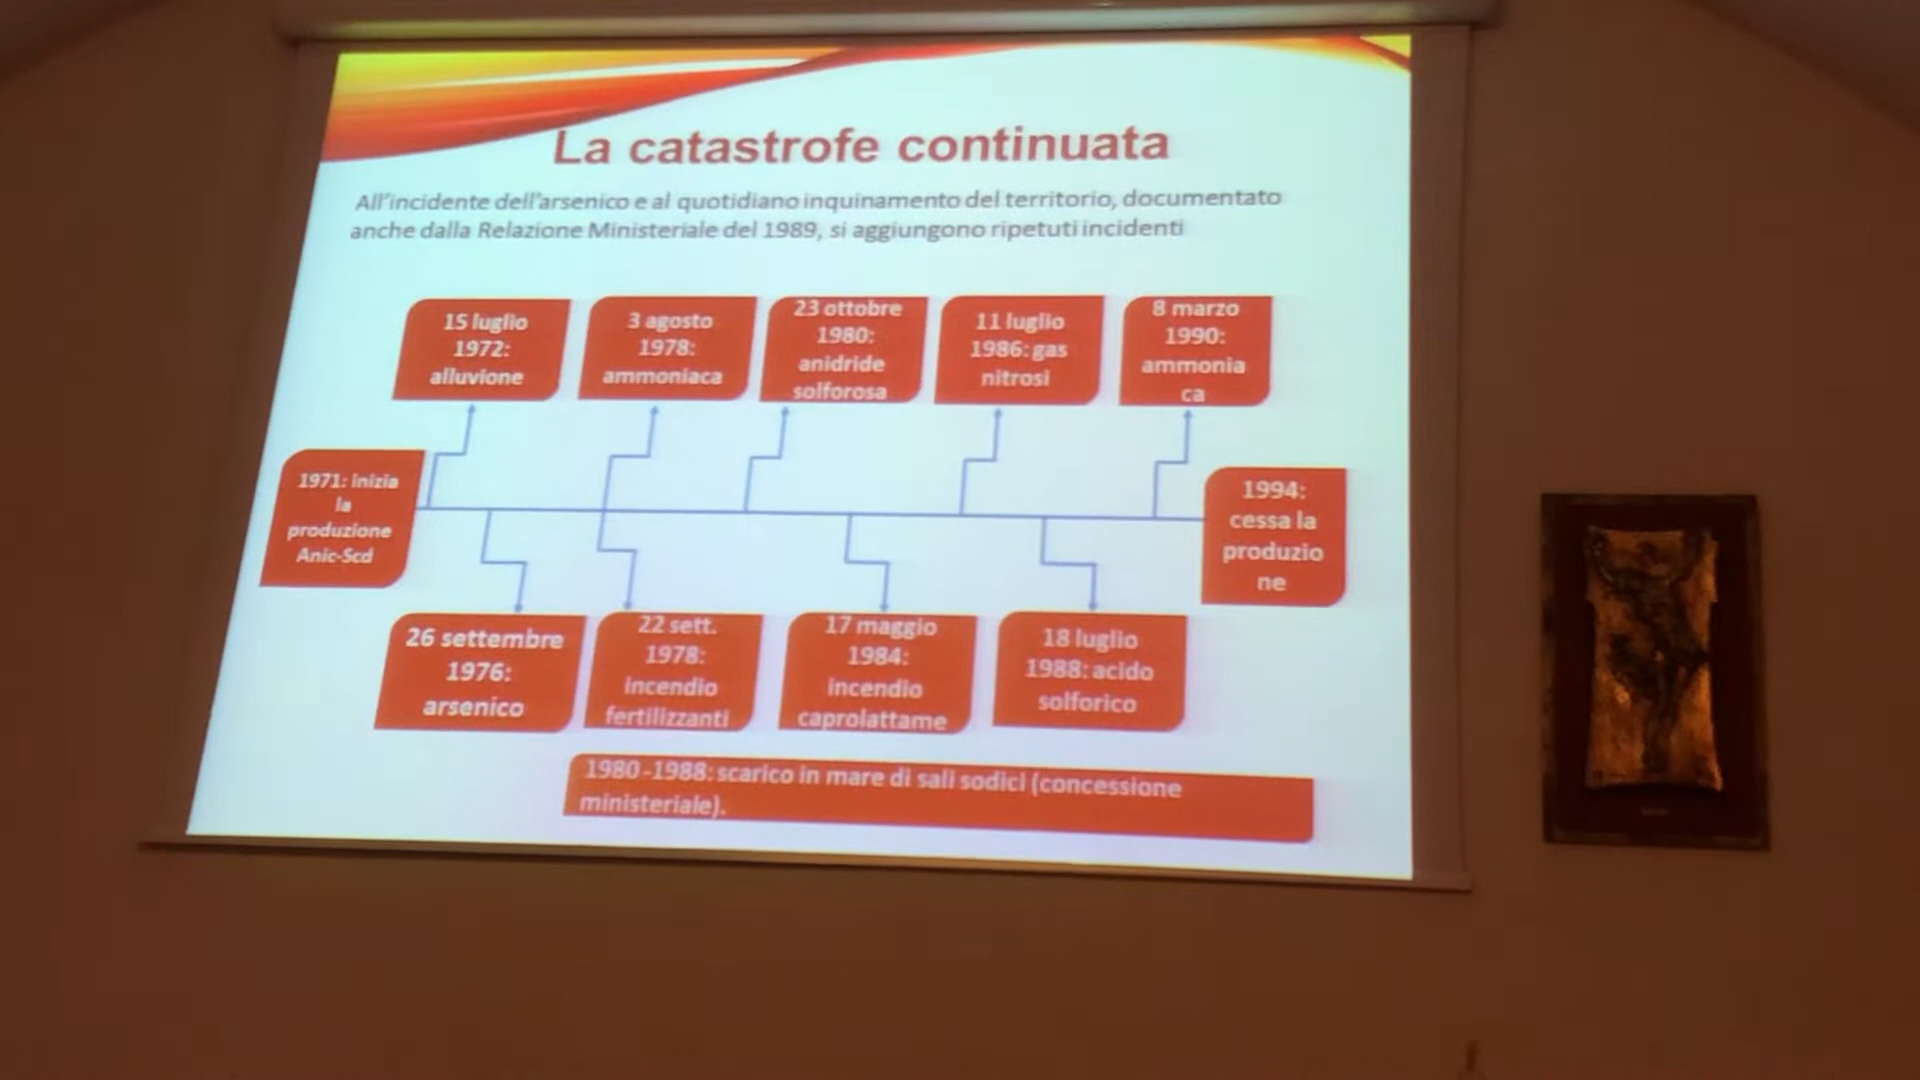 La catastrofe continuata
All'incidente dell'arsenico e al quotidiano inquinamento del territorio, documentato
anche dalla Relazione Ministeriale del 1989, si aggiungono ripetuti incidenti
15 luglio
1972:
alluvione
3 agosto
1978:
ammoniaca
23 ottobre
1980:
anidride
solforosa
11 luglio
1986: gas
nitrosi
8 marzo
1990:
ammonia
ca
1971: inizia
la
produzione
Anic-Scd
1994:
cessa la
produzio
ne
26 settembre
1976:
arsenico
22 sett.
1978:
incendio
fertilizzanti
17 maggio
1984:
incendio
caprolattame
18 luglio
1988: acido
solforico
1980-1988: scarico in mare di sali sodici (concessione
ministeriale).